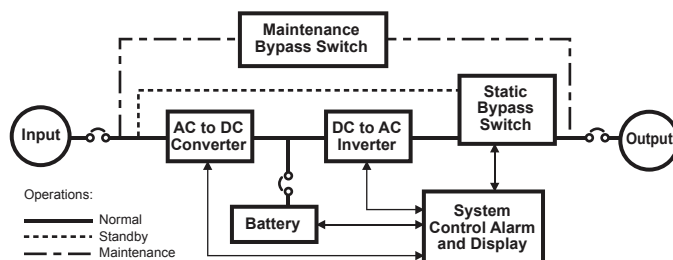 Maintenance
Bypass Switch
Static
Bypass
Switch
Input
AC to DC
Converter
DC to AC
Inverter
Output
Operations:
Normal
Standby
Maintenance
Battery
System
Control Alarm
and Display